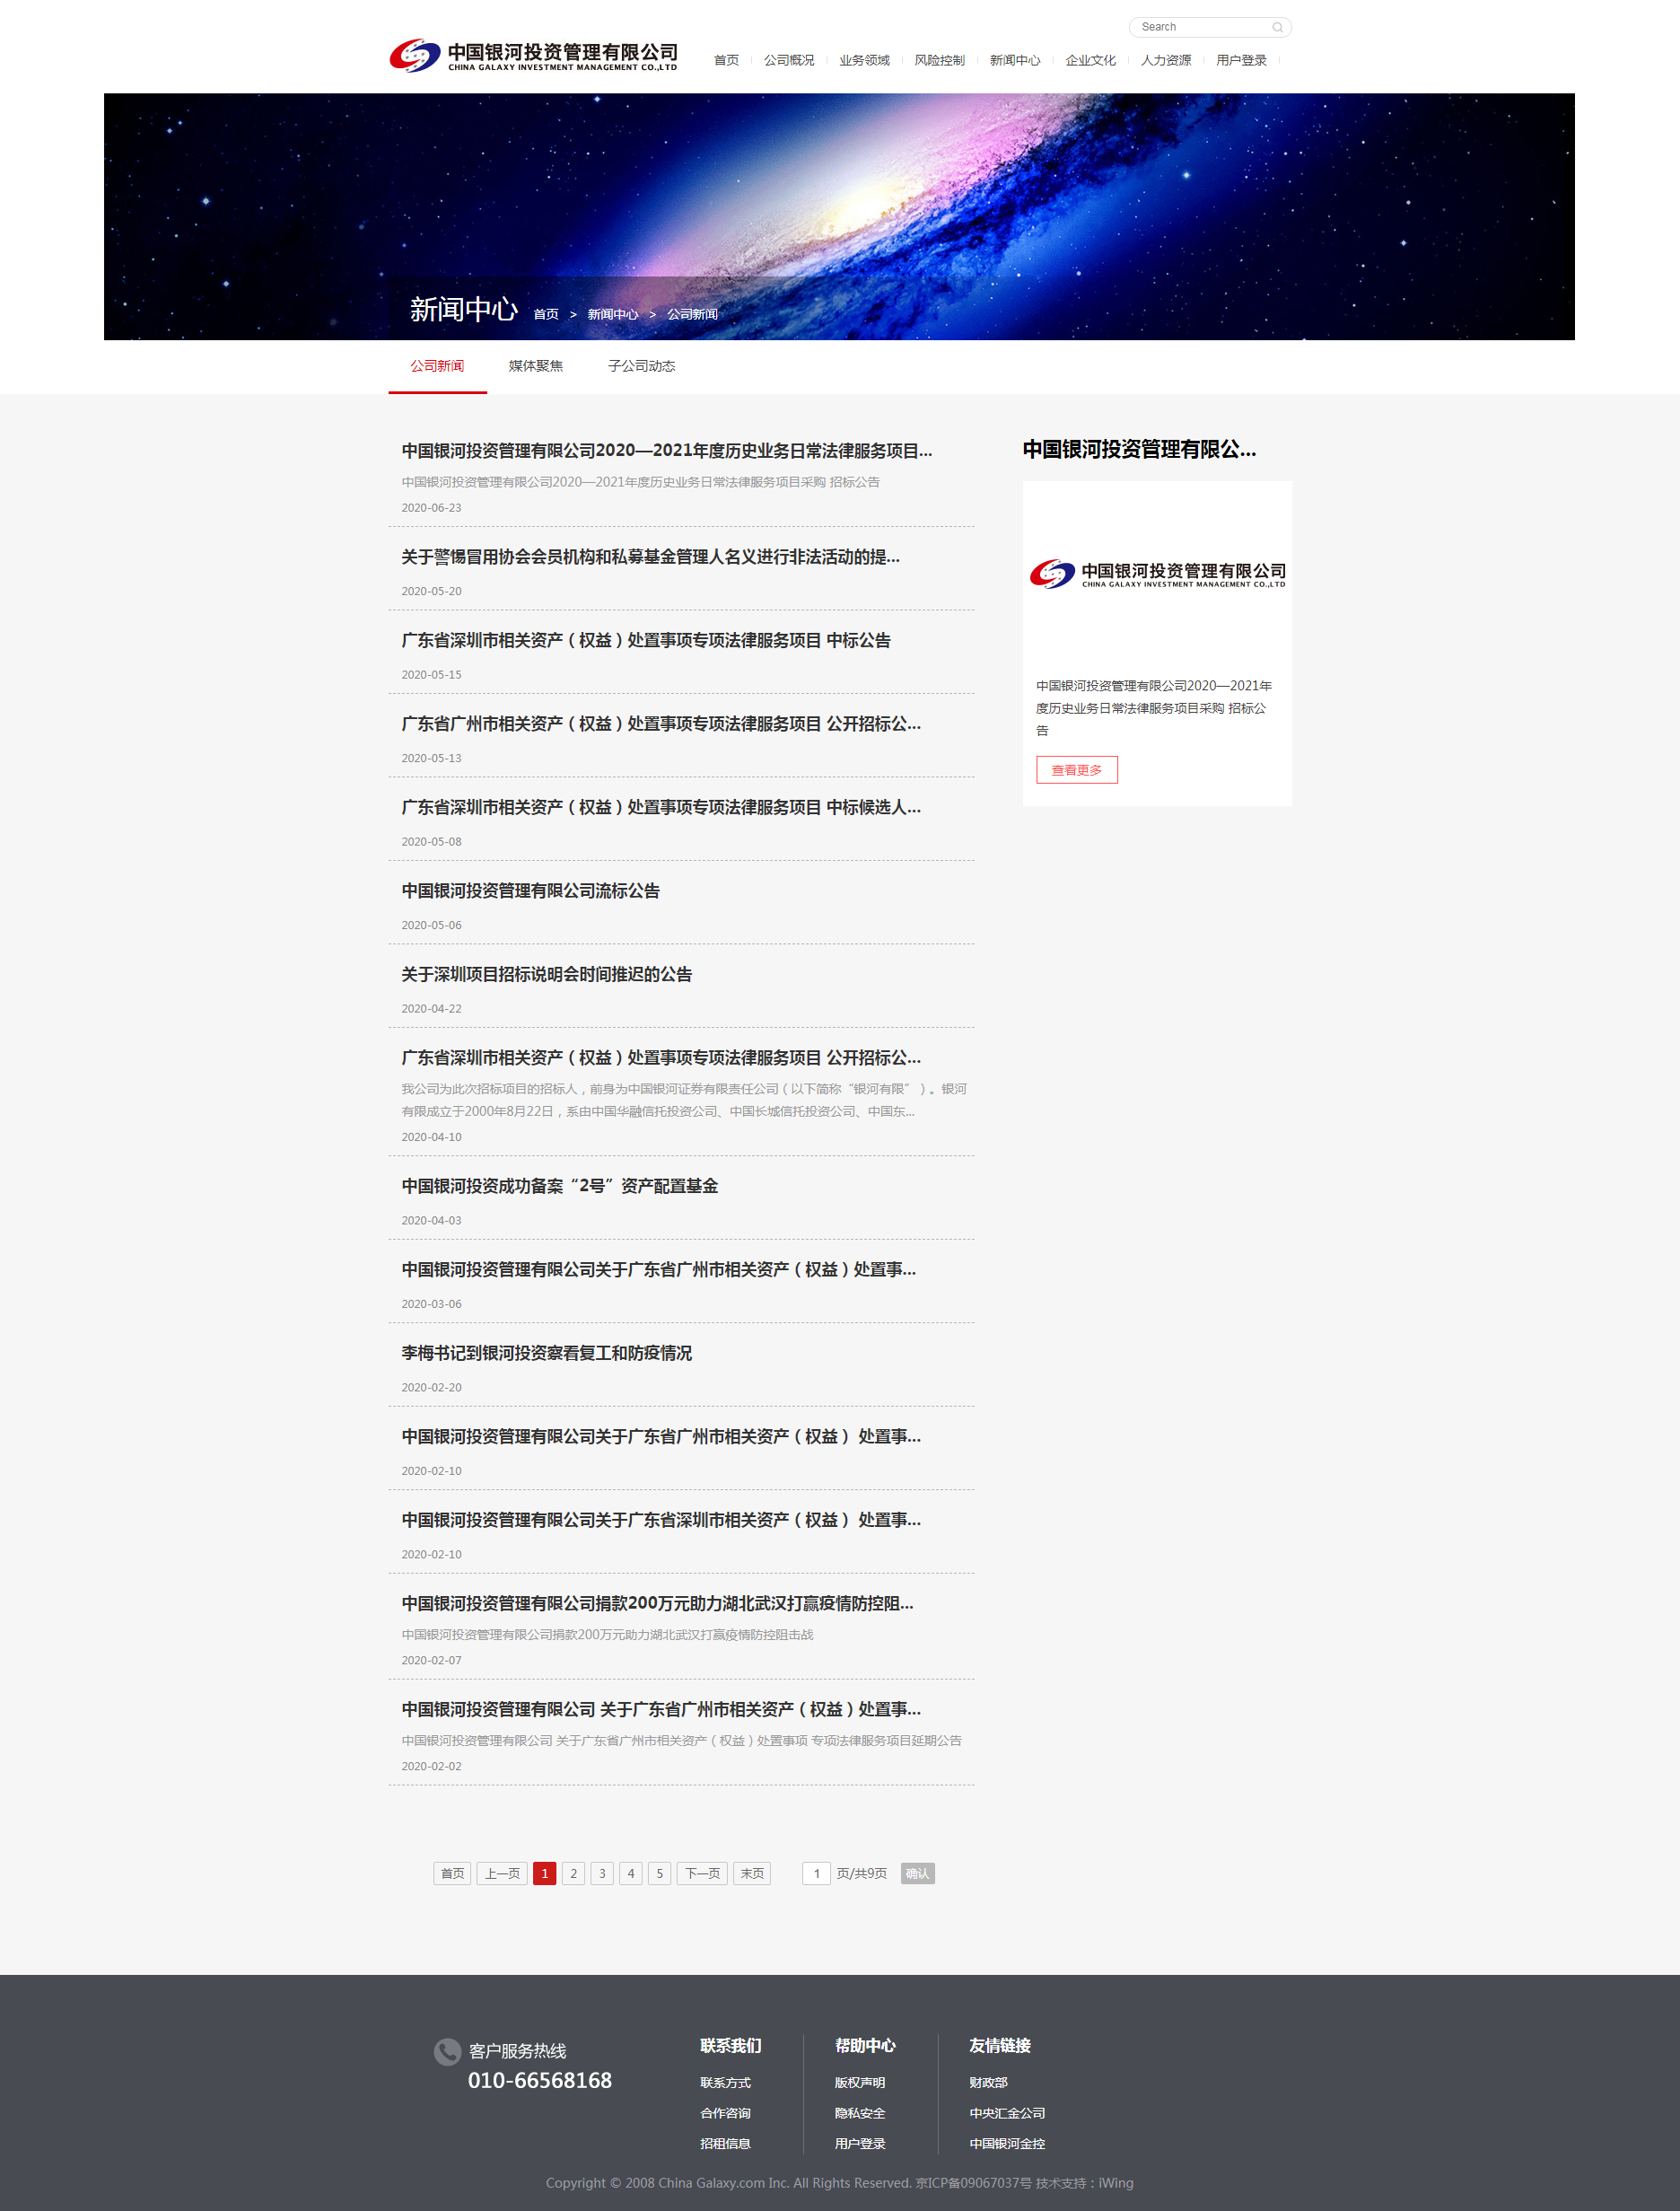 Search
中国银河投资管理有限公司
CHINA GALAXY INVESTMENT MANAGEMENT CO.,LTD
首页 公司概况 业务领域 风险控制 新闻中心 企业文化 人力资源 用户登录
新闻中心 首页 > 新闻中心 > 公司新闻
公司新闻 媒体聚焦 子公司动态
中国银河投资管理有限公司2020—2021年度历史业务日常法律服务项目...
中国银河投资管理有限公司2020—2021年度历史业务日常法律服务项目采购 招标公告
2020-06-23
关于警惕冒用协会会员机构和私募基金管理人名义进行非法活动的提...
2020-05-20
广东省深圳市相关资产（权益）处置事项专项法律服务项目 中标公告
2020-05-15
广东省广州市相关资产（权益）处置事项专项法律服务项目 公开招标公...
2020-05-13
广东省深圳市相关资产（权益）处置事项专项法律服务项目 中标候选人...
2020-05-08
中国银河投资管理有限公司流标公告
2020-05-06
关于深圳项目招标说明会时间推迟的公告
2020-04-22
广东省深圳市相关资产（权益）处置事项专项法律服务项目 公开招标公...
我公司为此次招标项目的招标人，前身为中国银河证券有限责任公司（以下简称“银河有限”）。银河
有限成立于2000年8月22日，系由中国华融信托投资公司、中国长城信托投资公司、中国东...
2020-04-10
中国银河投资成功备案“2号”资产配置基金
2020-04-03
中国银河投资管理有限公司关于广东省广州市相关资产（权益）处置事...
2020-03-06
李梅书记到银河投资察看复工和防疫情况
2020-02-20
中国银河投资管理有限公司关于广东省广州市相关资产（权益） 处置事...
2020-02-10
中国银河投资管理有限公司关于广东省深圳市相关资产（权益） 处置事...
2020-02-10
中国银河投资管理有限公司捐款200万元助力湖北武汉打赢疫情防控阻...
中国银河投资管理有限公司捐款200万元助力湖北武汉打赢疫情防控阻击战
2020-02-07
中国银河投资管理有限公司 关于广东省广州市相关资产（权益）处置事...
中国银河投资管理有限公司 关于广东省广州市相关资产（权益）处置事项 专项法律服务项目延期公告
2020-02-02
中国银河投资管理有限公...
中国银河投资管理有限公司
CHINA GALAXY INVESTMENT MANAGEMENT CO.,LTD
中国银河投资管理有限公司2020—2021年
度历史业务日常法律服务项目采购 招标公
告
查看更多
首页 上一页 1 2 3 4 5 下一页 末页 1 页/共9页 确认
客户服务热线
010-66568168
联系我们
联系方式
合作咨询
招租信息
帮助中心
版权声明
隐私安全
用户登录
友情链接
财政部
中央汇金公司
中国银河金控
Copyright © 2008 China Galaxy.com Inc. All Rights Reserved. 京ICP备09067037号 技术支持：iWing